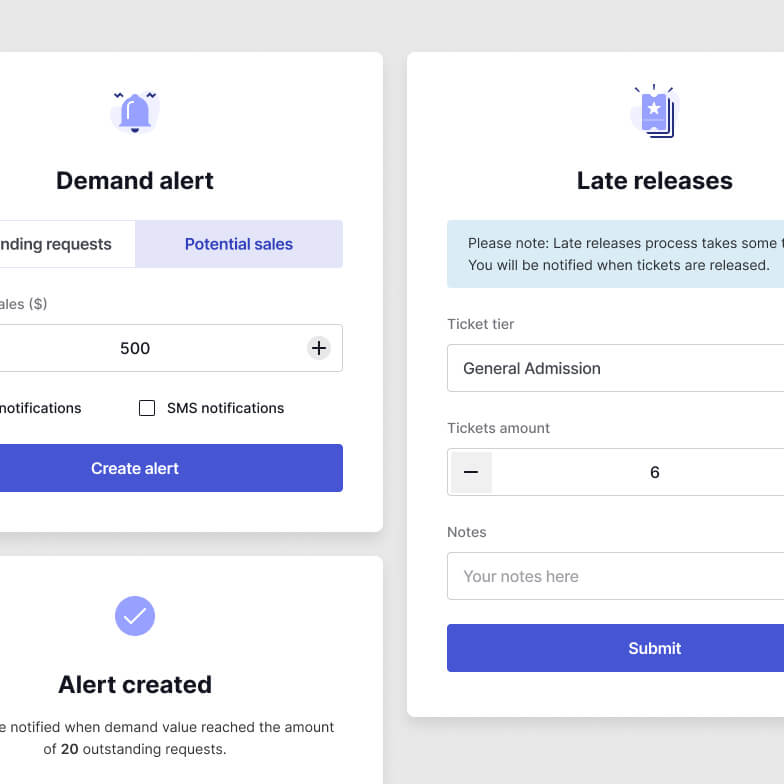 Demand alert
nding requests
Potential sales
ales ($)
500
notifications
SMS notifications
Create alert
Alert created
e notified when demand value reached the amount
of 20 outstanding requests.
Late releases
Please note: Late releases process takes some t
You will be notified when tickets are released.
Ticket tier
General Admission
Tickets amount
6
Notes
Your notes here
Submit